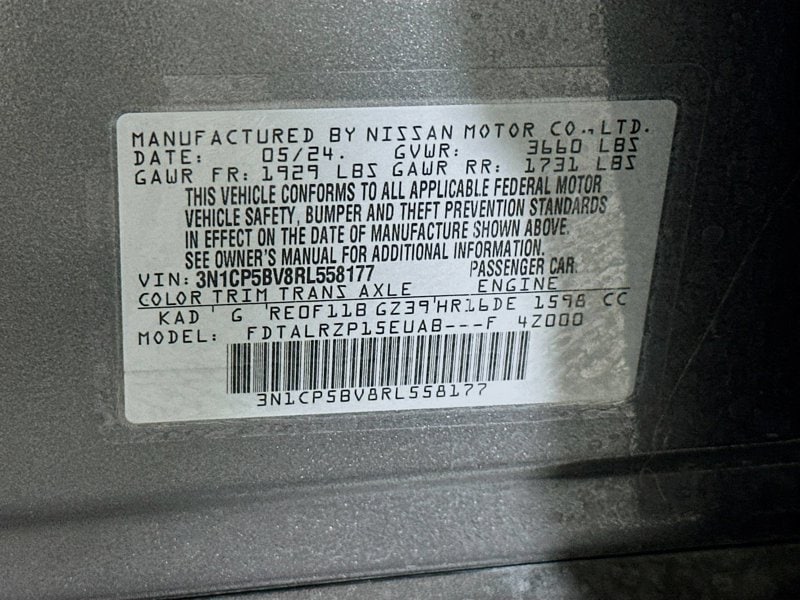 MANUFACTURED BY NISSAN MOTOR CO., LTD.
DATE: 05/24. GVWR: 3660 LBS
GAWR FR: 1929 LBS GAWR RR: 1731 LBS
THIS VEHICLE CONFORMS TO ALL APPLICABLE FEDERAL MOTOR
VEHICLE SAFETY, BUMPER AND THEFT PREVENTION STANDARDS
IN EFFECT ON THE DATE OF MANUFACTURE SHOWN ABOVE.
SEE OWNER'S MANUAL FOR ADDITIONAL INFORMATION.
VIN: 3N1CP5BV8RL558177 PASSENGER CAR
COLOR TRIM TRANS AXLE ENGINE
KAD G RE0F11B GZ39 HR16DE 1598 CC
MODEL: FDTALRZP15EUAB---F 4Z000
3N1CP5BV8RL558177